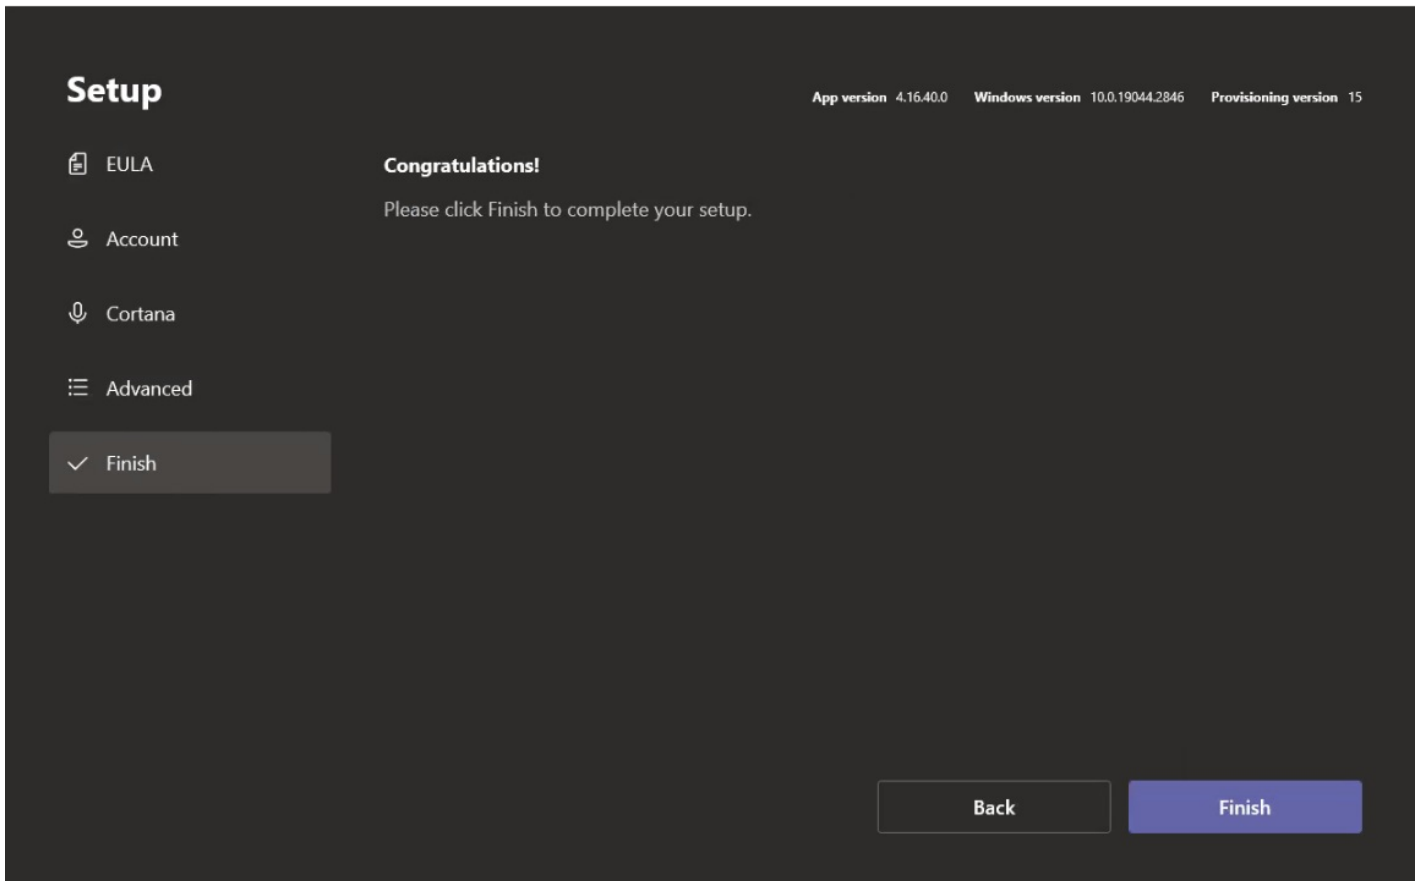 Setup
App version 4.16.40.0 Windows version 10.0.19044.2846 Provisioning version 15
EULA
Account
Cortana
Advanced
Finish
Congratulations!
Please click Finish to complete your setup.
Back
Finish